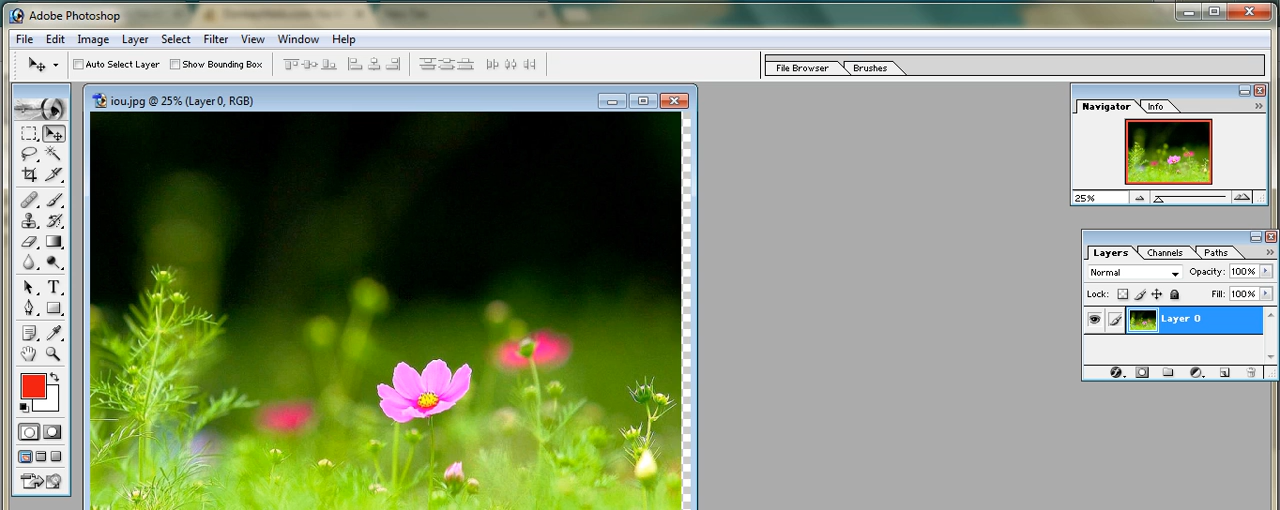 Adobe Photoshop
File Edit Image Layer Select Filter View Window Help
Auto Select Layer Show Bounding Box File Browser Brushes
iou.jpg @ 25% (Layer 0, RGB)
Navigator Info
25%
Layers Channels Paths
Normal Opacity: 100%
Lock: Fill: 100%
Layer 0
T